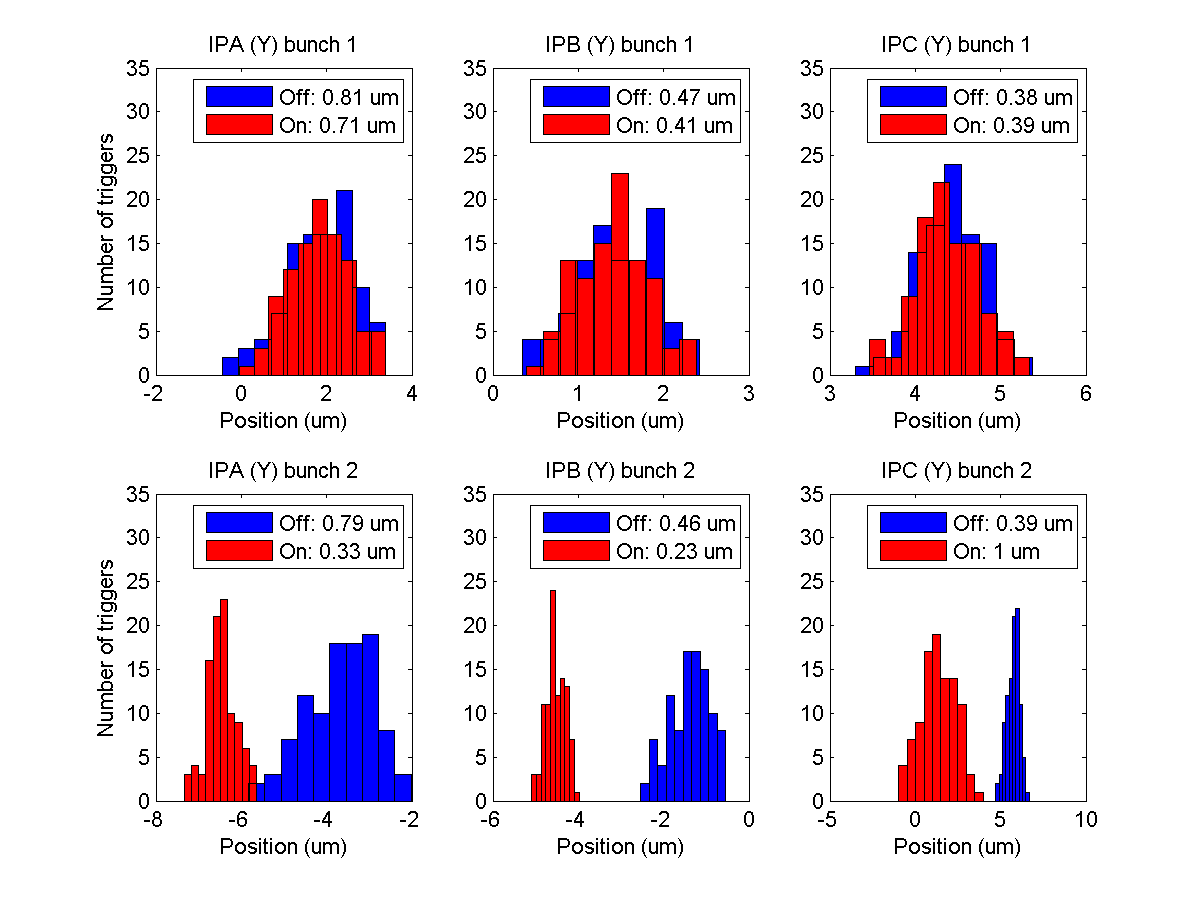 IPA (Y) bunch 1
35
30
25
20
15
10
5
0
Number of triggers
Off: 0.81 um
On: 0.71 um
-2 0 2 4
Position (um)
IPB (Y) bunch 1
35
30
25
20
15
10
5
0
Off: 0.47 um
On: 0.41 um
0 1 2 3
Position (um)
IPC (Y) bunch 1
35
30
25
20
15
10
5
0
Off: 0.38 um
On: 0.39 um
3 4 5 6
Position (um)
IPA (Y) bunch 2
35
30
25
20
15
10
5
0
Number of triggers
Off: 0.79 um
On: 0.33 um
-8 -6 -4 -2
Position (um)
IPB (Y) bunch 2
35
30
25
20
15
10
5
0
Off: 0.46 um
On: 0.23 um
-6 -4 -2 0
Position (um)
IPC (Y) bunch 2
35
30
25
20
15
10
5
0
Off: 0.39 um
On: 1 um
-5 0 5 10
Position (um)